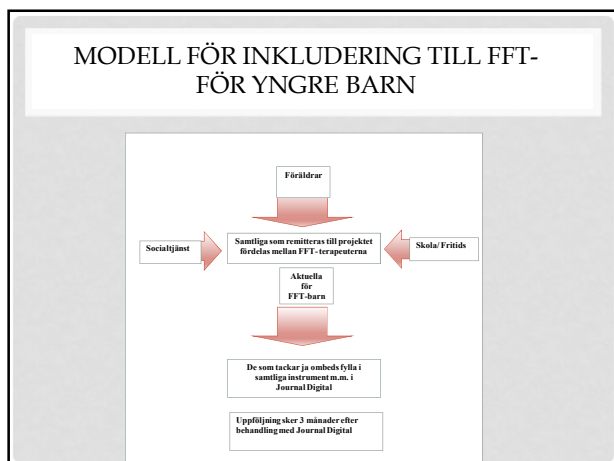 MODELL FÖR INKLUDERING TILL FFT-
FÖR YNGRE BARN
Föräldrar
Socialtjänst
Samtliga som remitteras till projektet
fördelas mellan FFT- terapeuterna
Skola/ Fritids
Aktuella
för
FFT-barn
De som tackar ja ombeds fylla i
samtliga instrument m.m. i
Journal Digital
Uppföljning sker 3 månader efter
behandling med Journal Digital